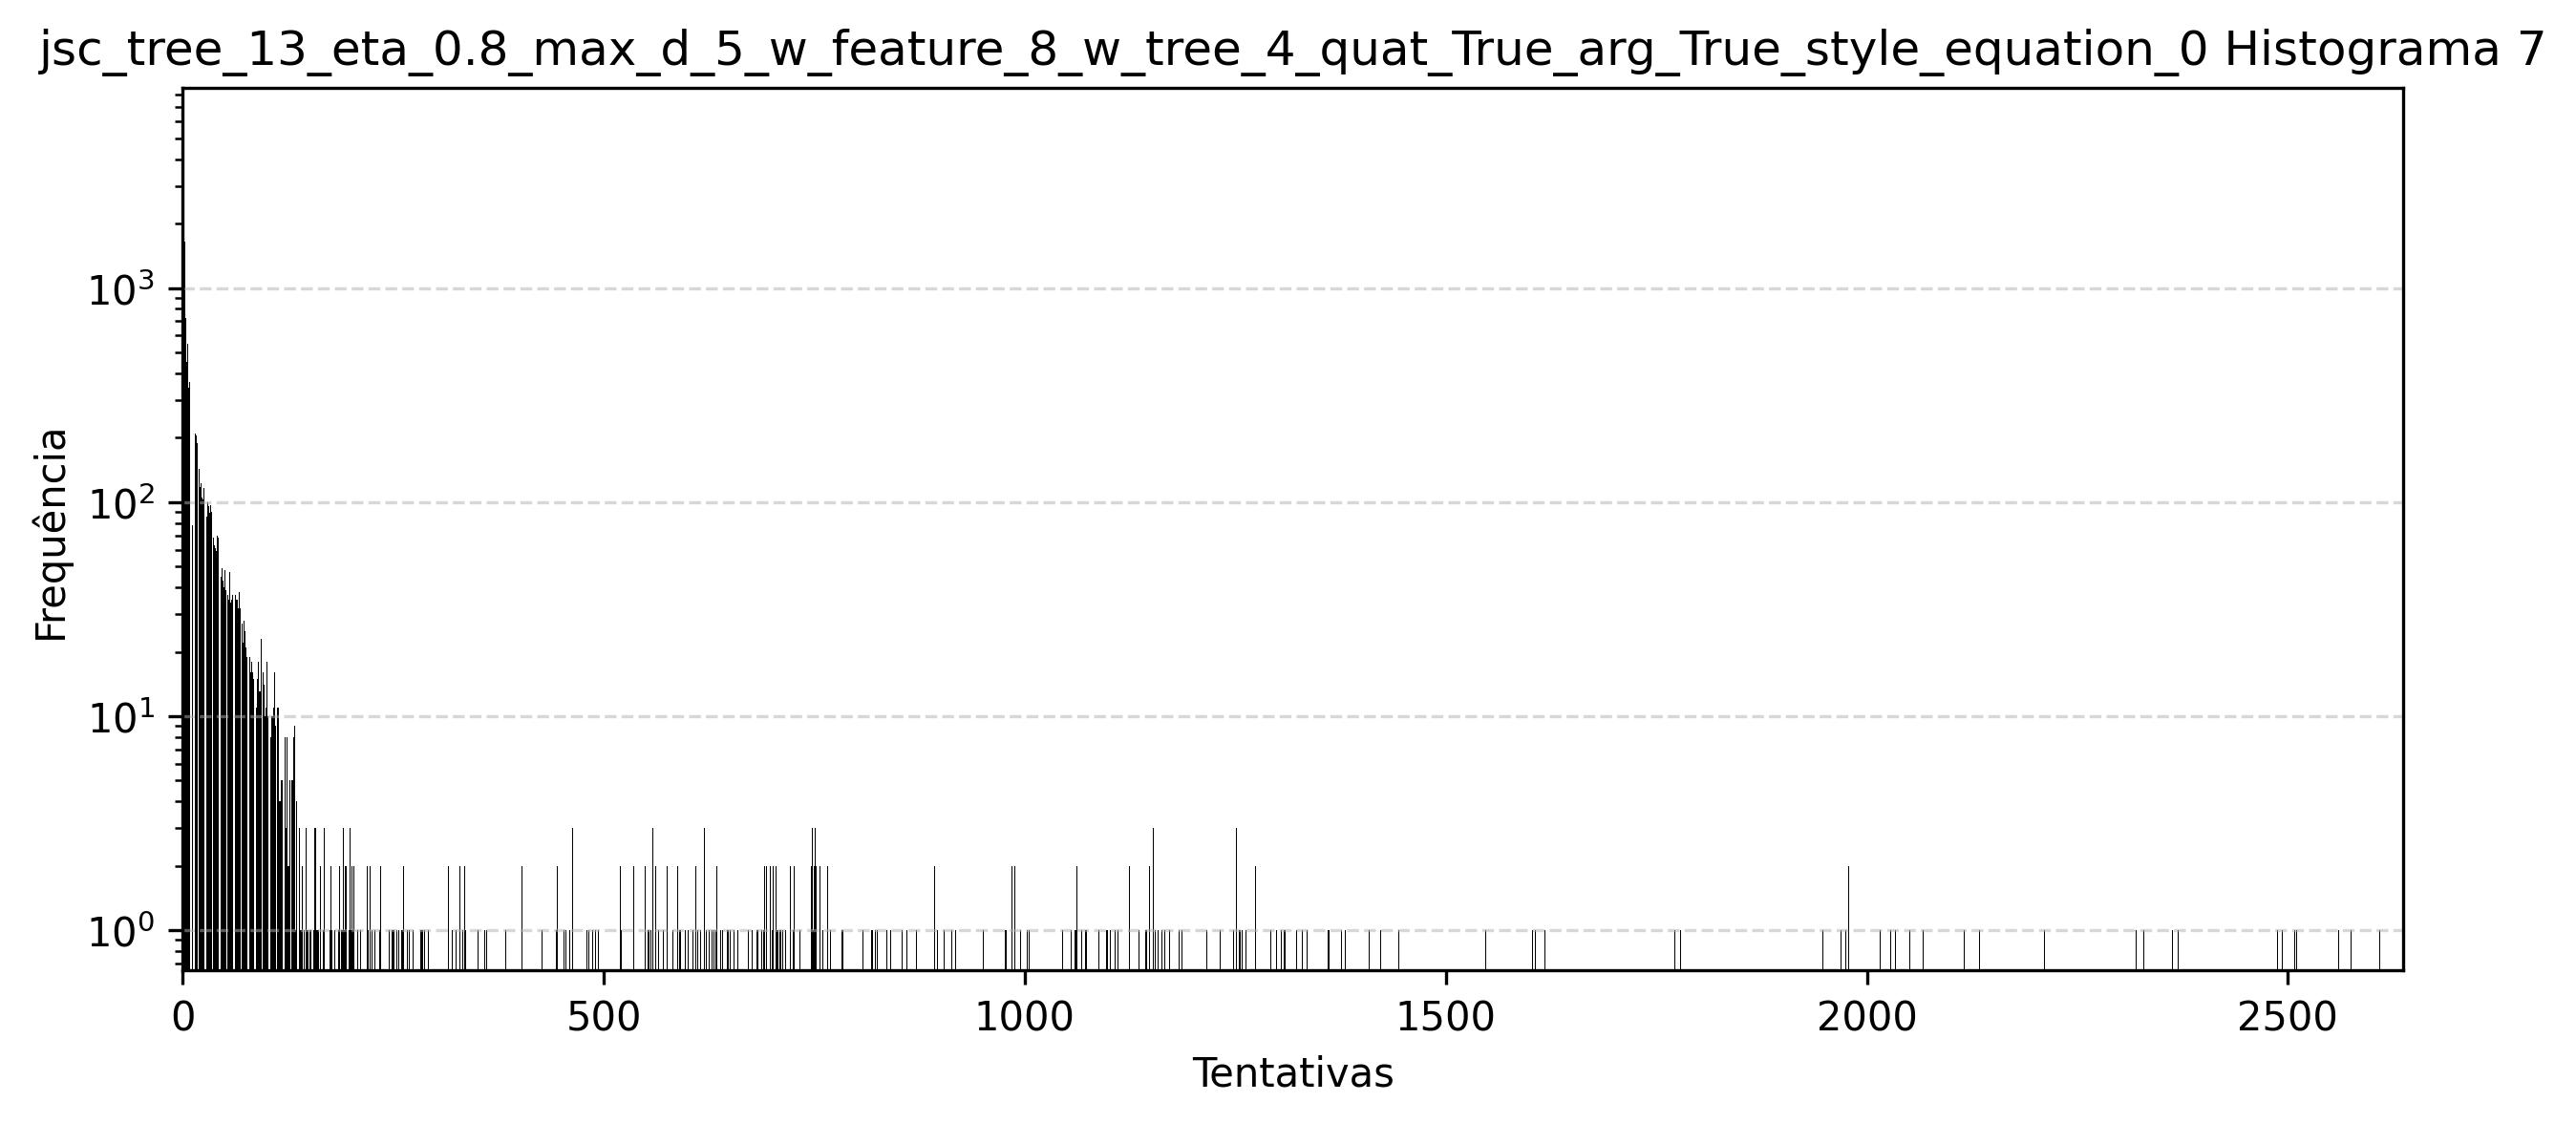 jsc_tree_13_eta_0.8_max_d_5_w_feature_8_w_tree_4_quat_True_arg_True_style_equation_0 Histograma 7
Frequência
10³
10²
10¹
10⁰
0 500 1000 1500 2000 2500
Tentativas